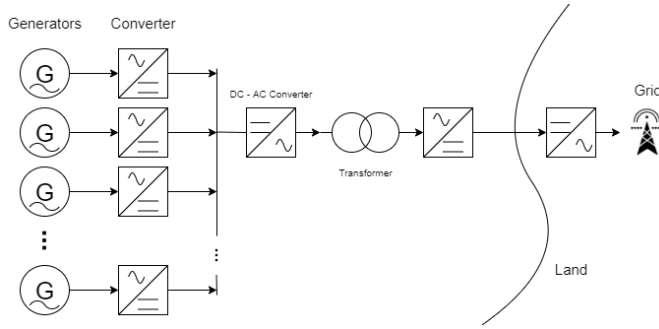 Generators
Converter
G
G
G
G
DC - AC Converter
Transformer
Grid
Land